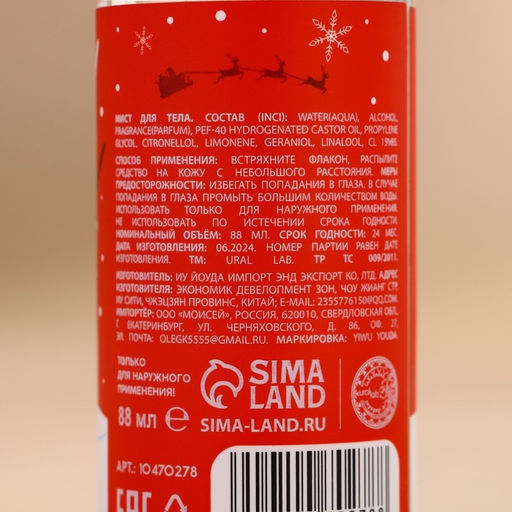 МИСТ ДЛЯ ТЕЛА. СОСТАВ (INCI): WATER(AQUA), ALCOHOL,
FRAGRANCE(PARFUM), PEF-40 HYDROGENATED CASTOR OIL, PROPYLENE
GLYCOL, CITRONELLOL, LIMONENE, GERANIOL, LINALOOL, CL 19145.
СПОСОБ ПРИМЕНЕНИЯ: ВСТРЯХНИТЕ ФЛАКОН, РАСПЫЛИТЕ
СРЕДСТВО НА КОЖУ С НЕБОЛЬШОГО РАССТОЯНИЯ. МЕРЫ
ПРЕДОСТОРОЖНОСТИ: ИЗБЕГАТЬ ПОПАДАНИЯ В ГЛАЗА. В СЛУЧАЕ
ПОПАДАНИЯ В ГЛАЗА ПРОМЫТЬ БОЛЬШИМ КОЛИЧЕСТВОМ ВОДЫ.
ИСПОЛЬЗОВАТЬ ТОЛЬКО ДЛЯ НАРУЖНОГО ПРИМЕНЕНИЯ. НЕ
ИСПОЛЬЗОВАТЬ ПО ИСТЕЧЕНИИ СРОКА ГОДНОСТИ.
НОМИНАЛЬНЫЙ ОБЪЁМ: 88 МЛ. СРОК ГОДНОСТИ: 24 МЕС.
ДАТА ИЗГОТОВЛЕНИЯ: 06.2024. НОМЕР ПАРТИИ РАВЕН ДАТЕ
ИЗГОТОВЛЕНИЯ. ТМ: URAL LAB. ТР ТС 009/2011.
ИЗГОТОВИТЕЛЬ: ИУ ЙОУДА ИМПОРТ ЭНД ЭКСПОРТ КО, ЛТД. АДРЕС
ИЗГОТОВИТЕЛЯ: ЭКОНОМИК ДЕВЕЛОПМЕНТ ЗОН, ЧОУ ЖИАНГ СТР,
ИУ СИТИ, ЧЖЭЦЗЯН ПРОВИНС, КИТАЙ; E-MAIL: 2355776150@QQ.COM.
ИМПОРТЁР: ООО «МОИСЕЙ», РОССИЯ, 620010, СВЕРДЛОВСКАЯ ОБЛ.,
Г. ЕКАТЕРИНБУРГ, УЛ. ЧЕРНЯХОВСКОГО, Д. 86, ОФ. 27,
ЭЛ. ПОЧТА: OLEGK5555@GMAIL.RU. МАРКИРОВКА: YIWU YOUDA.
ТОЛЬКО
ДЛЯ НАРУЖНОГО
ПРИМЕНЕНИЯ!
88 МЛ e
SIMA
LAND
SIMA-LAND.RU
АРТ.: 10470278
EAC